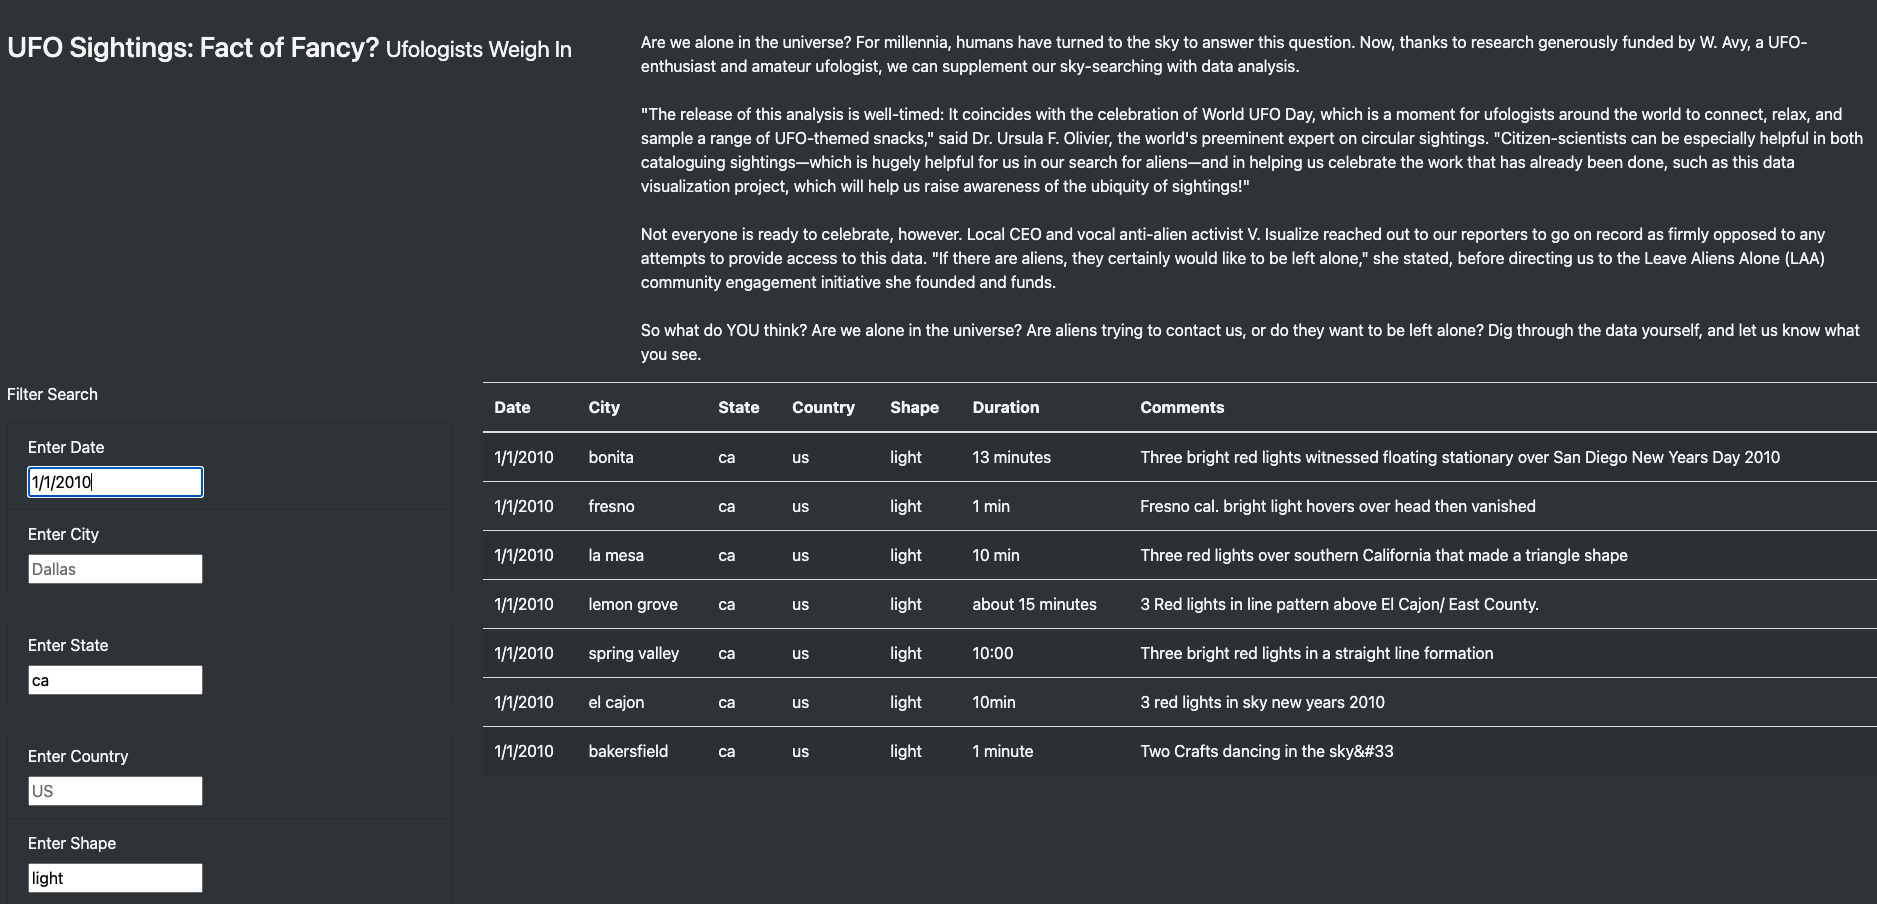 UFO Sightings: Fact of Fancy? Ufologists Weigh In
Are we alone in the universe? For millennia, humans have turned to the sky to answer this question. Now, thanks to research generously funded by W. Avy, a UFO-
enthusiast and amateur ufologist, we can supplement our sky-searching with data analysis.
"The release of this analysis is well-timed: It coincides with the celebration of World UFO Day, which is a moment for ufologists around the world to connect, relax, and
sample a range of UFO-themed snacks," said Dr. Ursula F. Olivier, the world's preeminent expert on circular sightings. "Citizen-scientists can be especially helpful in both
cataloguing sightings—which is hugely helpful for us in our search for aliens—and in helping us celebrate the work that has already been done, such as this data
visualization project, which will help us raise awareness of the ubiquity of sightings!"
Not everyone is ready to celebrate, however. Local CEO and vocal anti-alien activist V. Isualize reached out to our reporters to go on record as firmly opposed to any
attempts to provide access to this data. "If there are aliens, they certainly would like to be left alone," she stated, before directing us to the Leave Aliens Alone (LAA)
community engagement initiative she founded and funds.
So what do YOU think? Are we alone in the universe? Are aliens trying to contact us, or do they want to be left alone? Dig through the data yourself, and let us know what
you see.
Filter Search
Enter Date
1/1/2010
Enter City
Dallas
Enter State
ca
Enter Country
US
Enter Shape
light
Date City State Country Shape Duration Comments
1/1/2010 bonita ca us light 13 minutes Three bright red lights witnessed floating stationary over San Diego New Years Day 2010
1/1/2010 fresno ca us light 1 min Fresno cal. bright light hovers over head then vanished
1/1/2010 la mesa ca us light 10 min Three red lights over southern California that made a triangle shape
1/1/2010 lemon grove ca us light about 15 minutes 3 Red lights in line pattern above El Cajon/ East County.
1/1/2010 spring valley ca us light 10:00 Three bright red lights in a straight line formation
1/1/2010 el cajon ca us light 10min 3 red lights in sky new years 2010
1/1/2010 bakersfield ca us light 1 minute Two Crafts dancing in the sky&#33